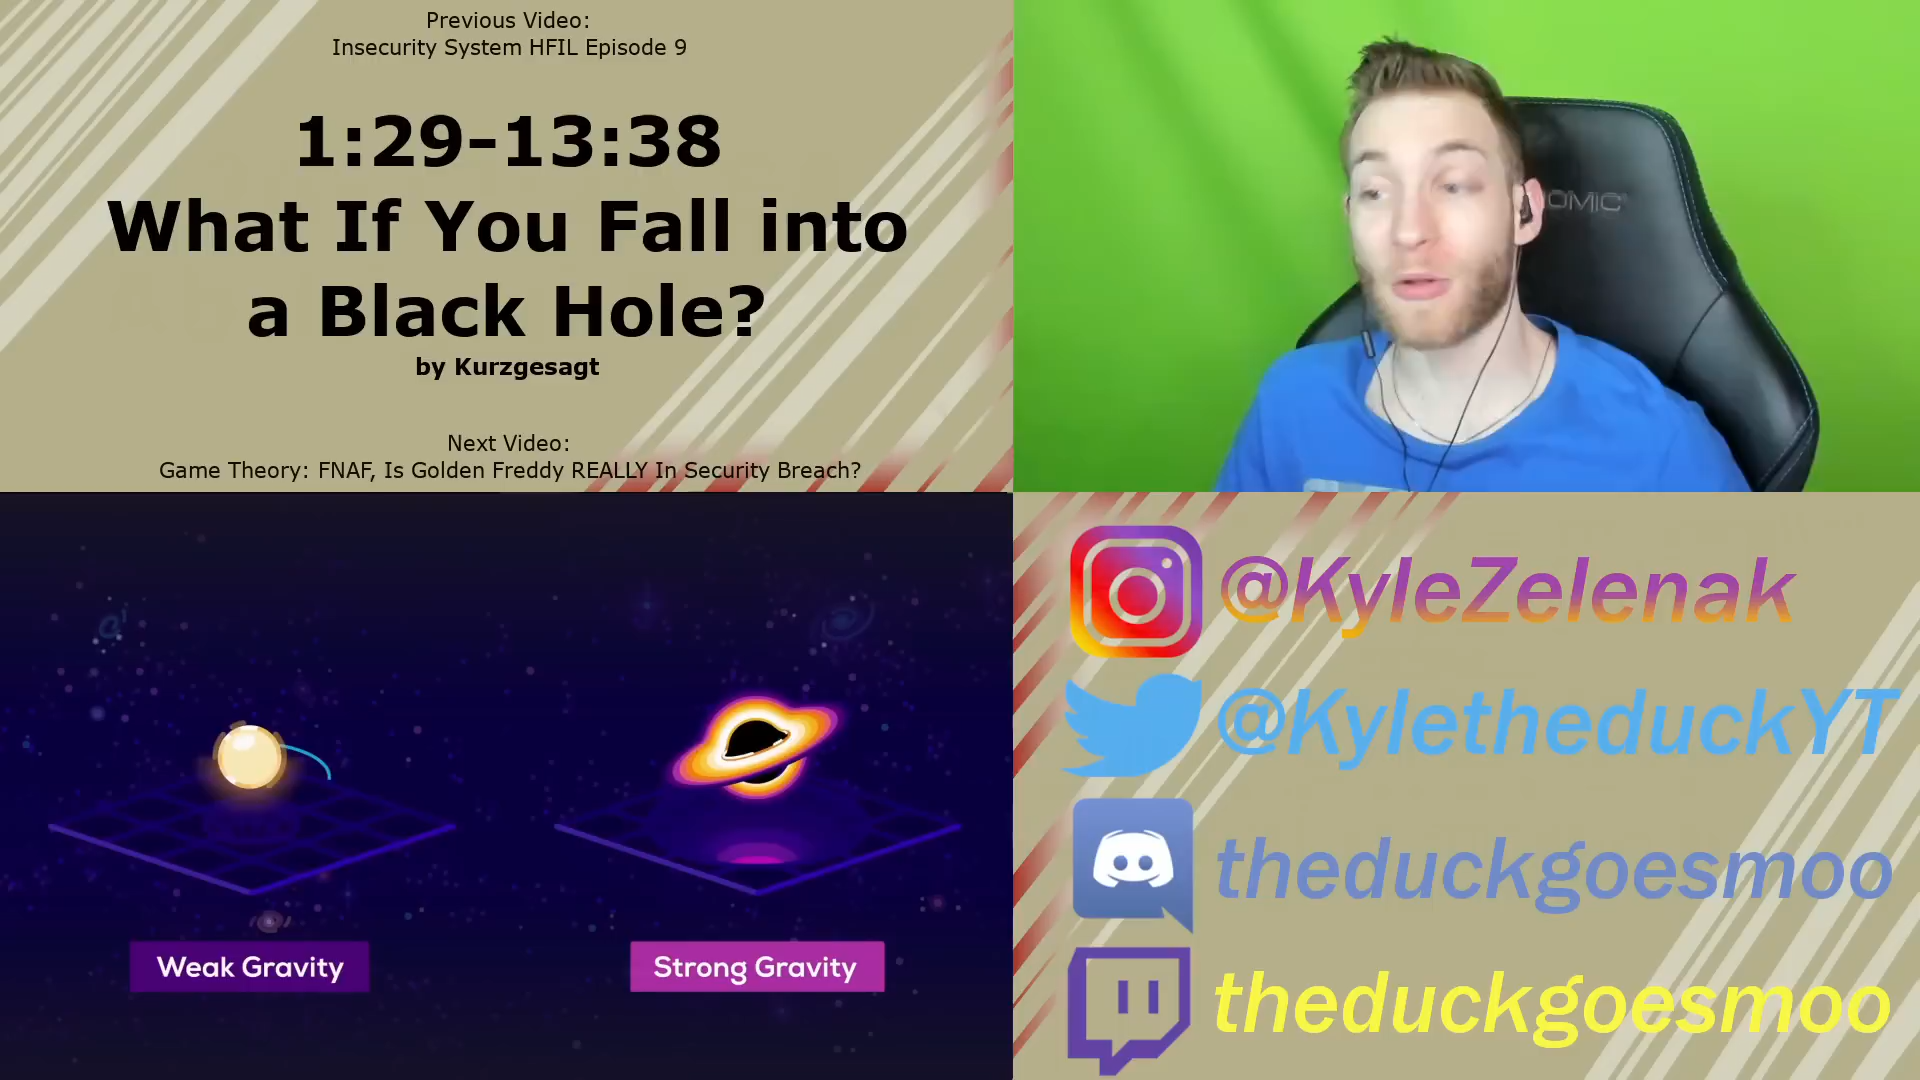 Previous Video:
Insecurity System HFIL Episode 9
1:29-13:38
What If You Fall into
a Black Hole?
by Kurzgesagt
Next Video:
Game Theory: FNAF, Is Golden Freddy REALLY In Security Breach?
OMIC
Weak Gravity
Strong Gravity
@KyleZelenak
@KyletheduckYT
theduckgoesmoo
theduckgoesmoo